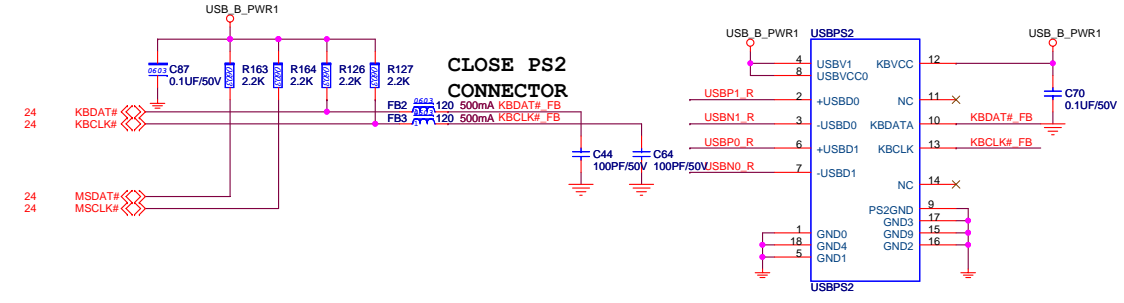 USB_B_PWR1
C87
0.1UF/50V
0603
R163
2.2K
R164
2.2K
R126
2.2K
R127
2.2K
CLOSE PS2
CONNECTOR
24 KBDAT#
24 KBCLK#
FB2 0603 120 500mA KBDAT#_FB
FB3 120 500mA KBCLK#_FB
C44
100PF/50V
C64
100PF/50V
24 MSDAT#
24 MSCLK#
USB_B_PWR1
USBPS2
USB_B_PWR1
4 USBV1
8 USBVCC0
KBVCC 12
USBP1_R 2 +USBD0
NC 11
USBN1_R 3 -USBD0
KBDATA 10 KBDAT#_FB
USBP0_R 6 +USBD1
KBCLK 13 KBCLK#_FB
USBN0_R 7 -USBD1
NC 14
C70
0.1UF/50V
PS2GND 9
GND3 17
1 GND0
GND9 15
18 GND4
GND2 16
5 GND1
USBPS2